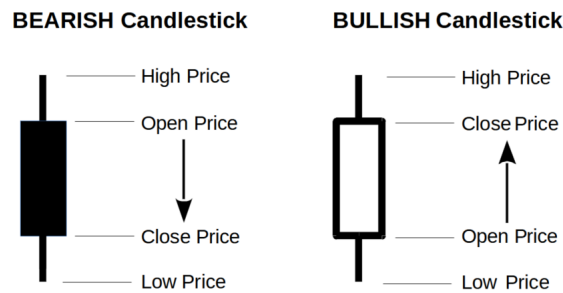 BEARISH Candlestick
High Price
Open Price
Close Price
Low Price
BULLISH Candlestick
High Price
Close Price
Open Price
Low Price